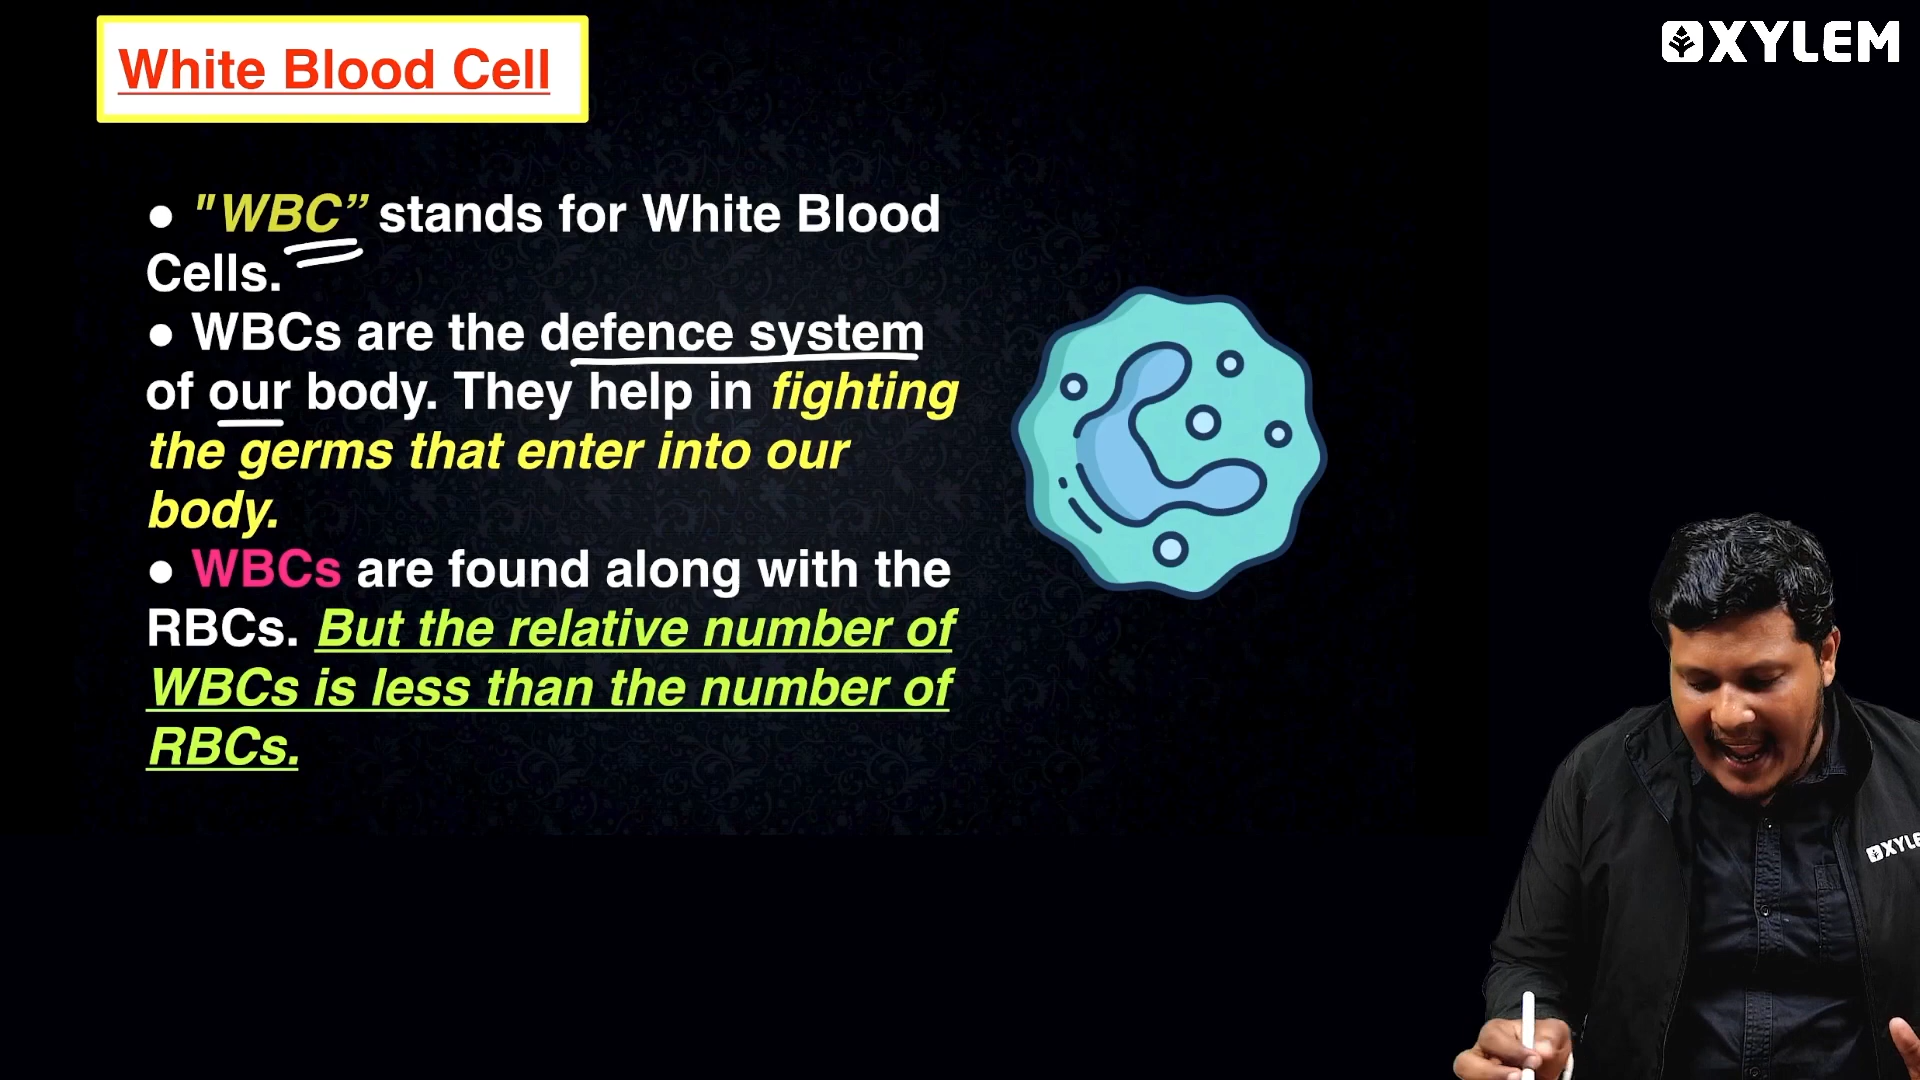 White Blood Cell
XYLEM
● "WBC” stands for White Blood
Cells.
● WBCs are the defence system
of our body. They help in fighting
the germs that enter into our
body.
● WBCs are found along with the
RBCs. But the relative number of
WBCs is less than the number of
RBCs.
XYLE